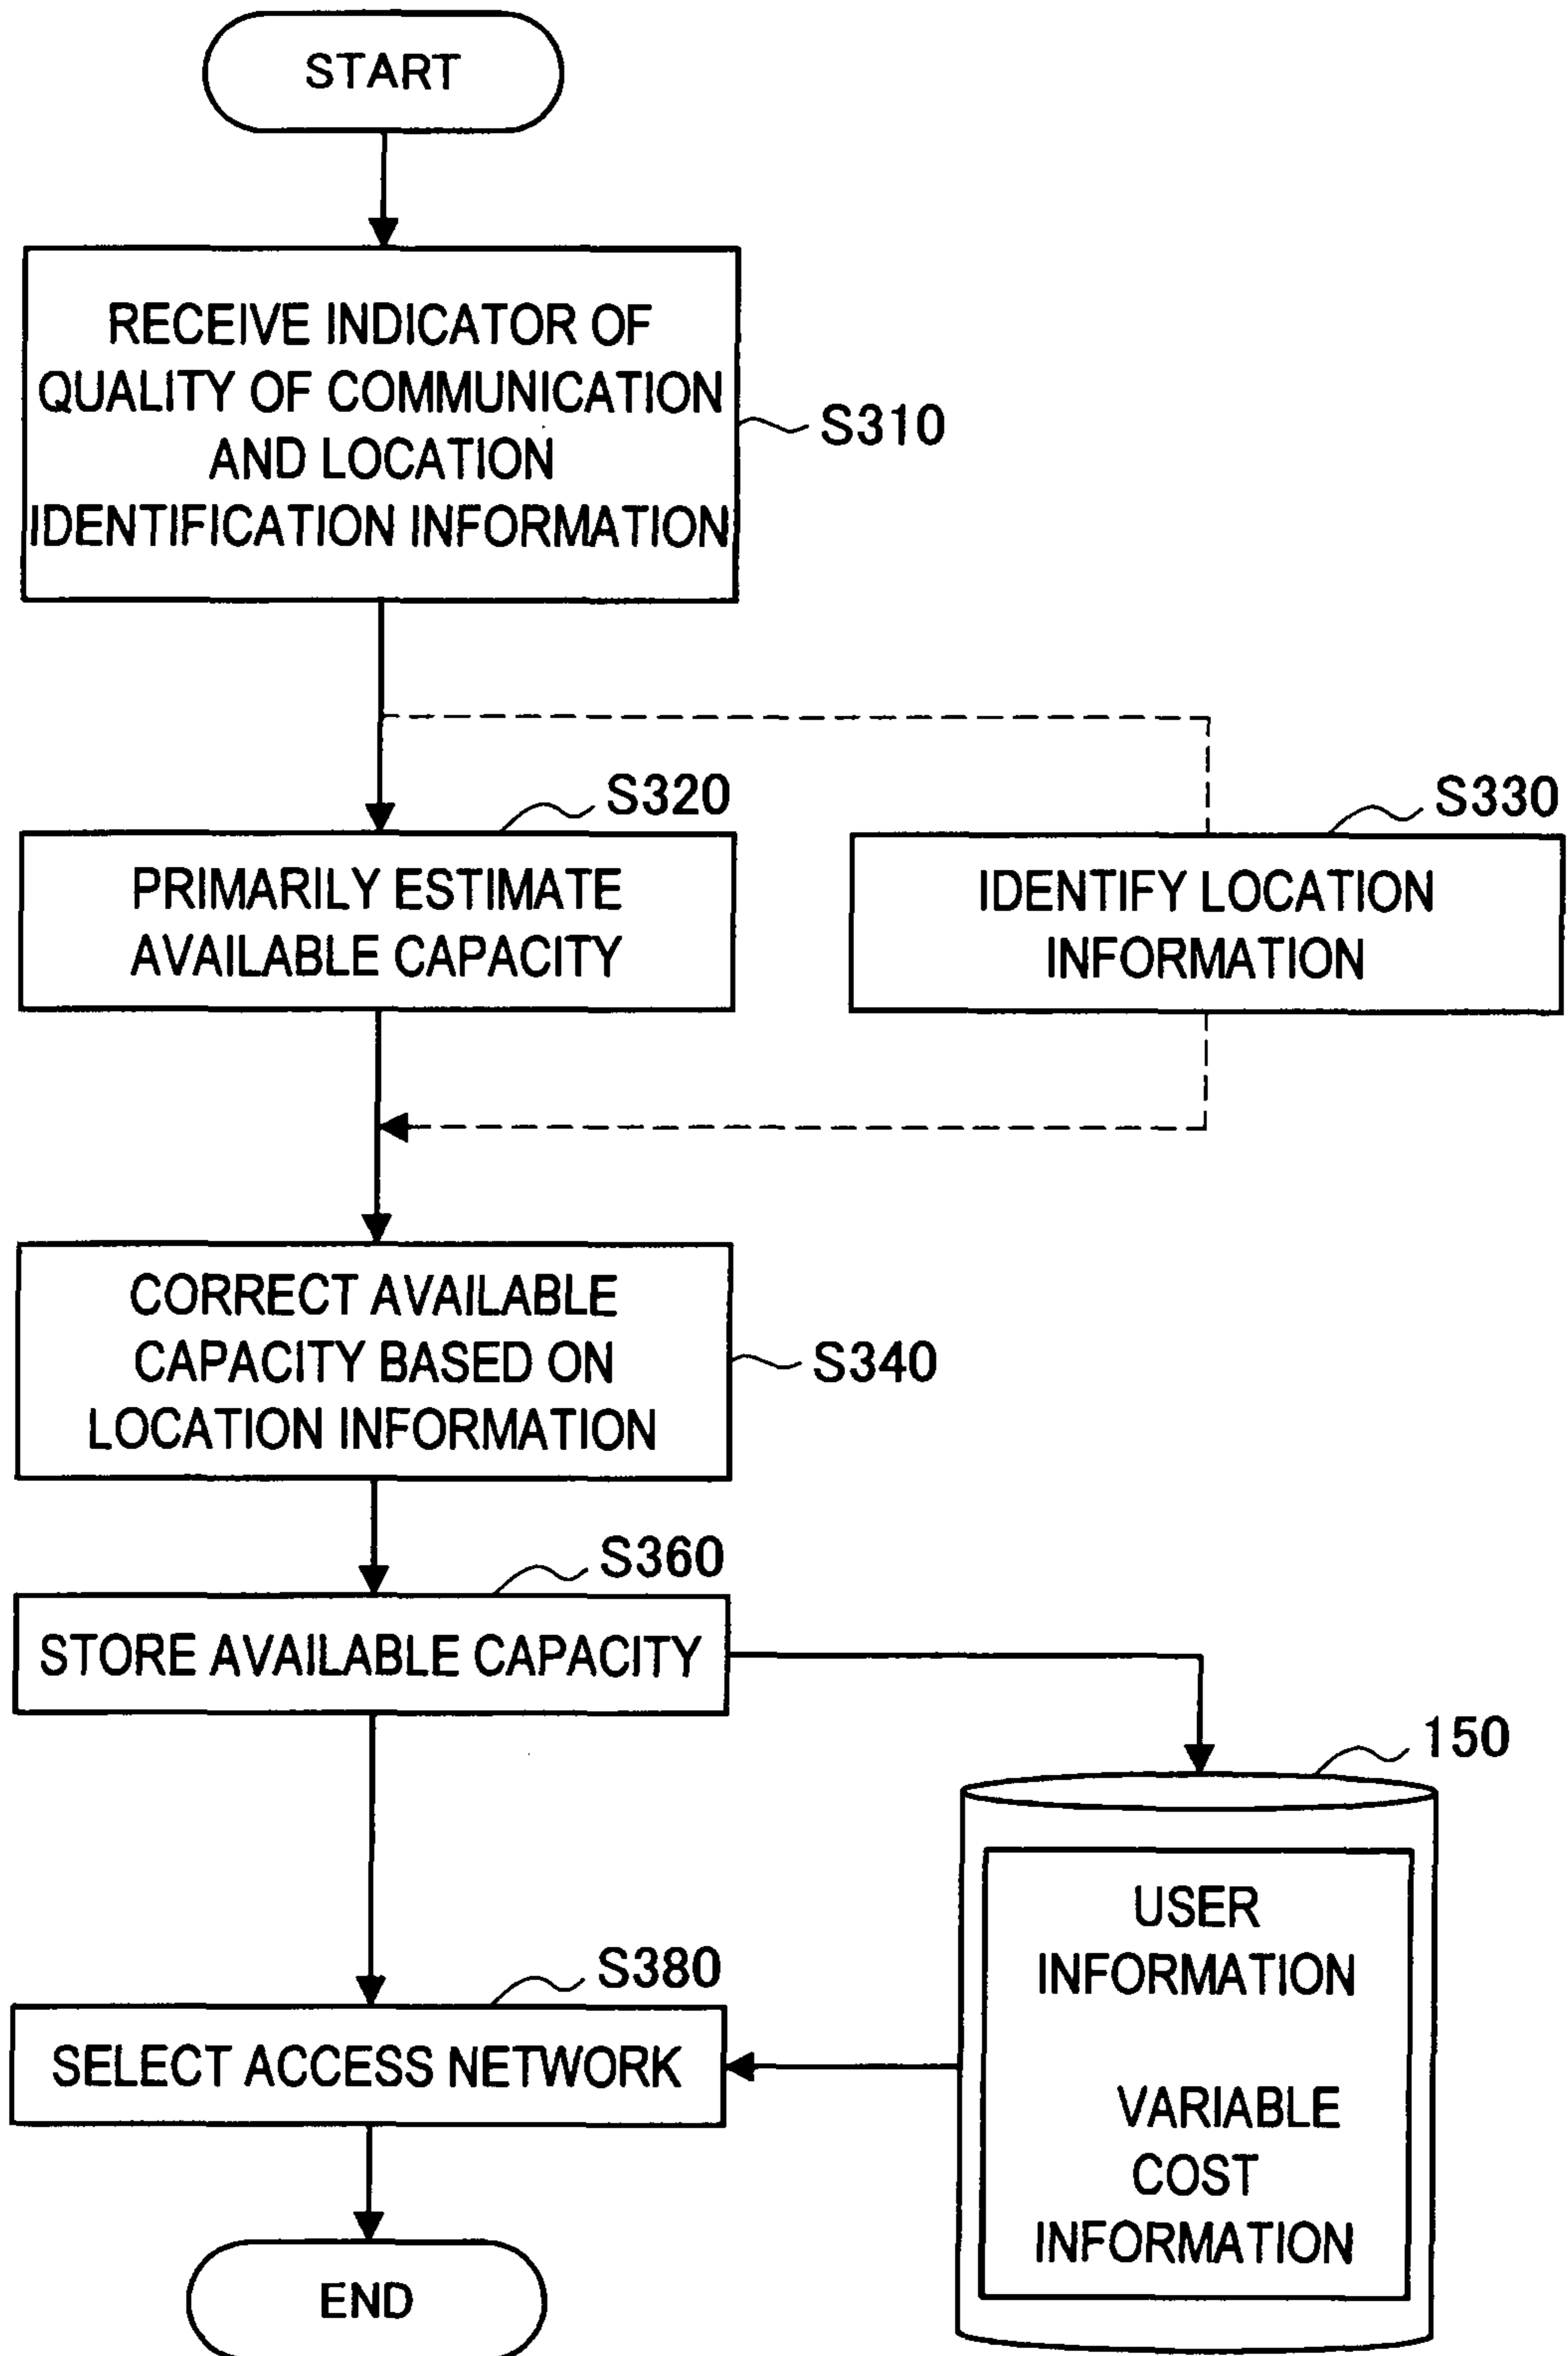 START
RECEIVE INDICATOR OF
QUALITY OF COMMUNICATION
AND LOCATION
IDENTIFICATION INFORMATION
S310
S320
PRIMARILY ESTIMATE
AVAILABLE CAPACITY
S330
IDENTIFY LOCATION
INFORMATION
CORRECT AVAILABLE
CAPACITY BASED ON
LOCATION INFORMATION
S340
S360
STORE AVAILABLE CAPACITY
150
USER
INFORMATION
VARIABLE
COST
INFORMATION
S380
SELECT ACCESS NETWORK
END